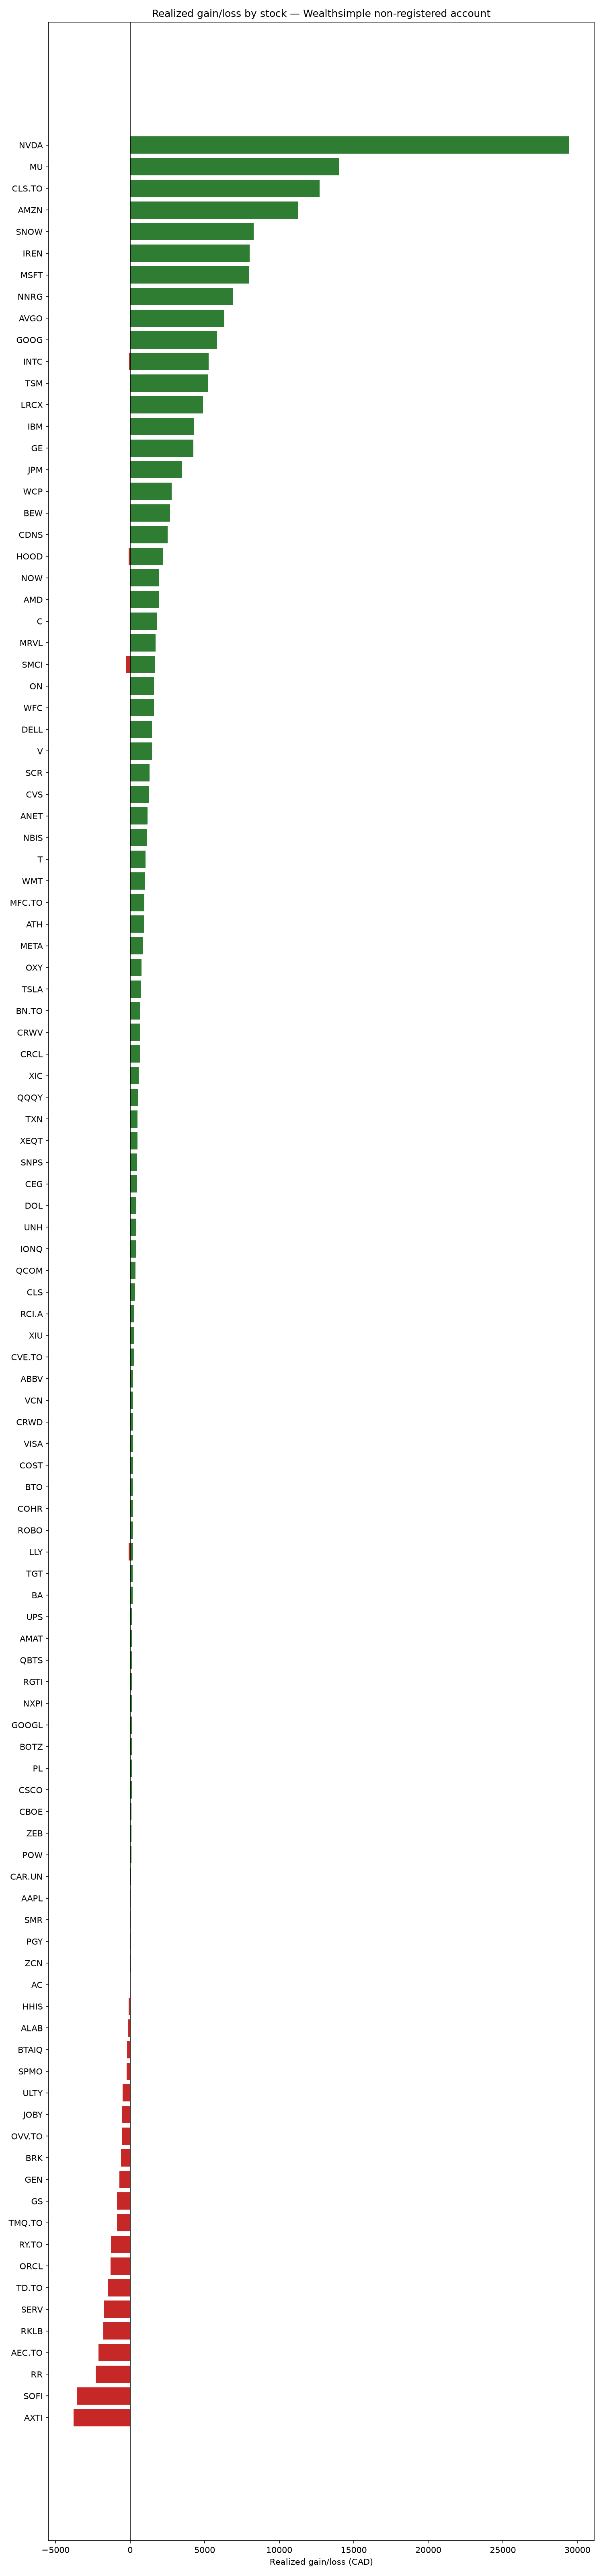 Realized gain/loss by stock — Wealthsimple non-registered account
NVDA
MU
CLS.TO
AMZN
SNOW
IREN
MSFT
NNRG
AVGO
GOOG
INTC
TSM
LRCX
IBM
GE
JPM
WCP
BEW
CDNS
HOOD
NOW
AMD
C
MRVL
SMCI
ON
WFC
DELL
V
SCR
CVS
ANET
NBIS
T
WMT
MFC.TO
ATH
META
OXY
TSLA
BN.TO
CRWV
CRCL
XIC
QQQY
TXN
XEQT
SNPS
CEG
DOL
UNH
IONQ
QCOM
CLS
RCI.A
XIU
CVE.TO
ABBV
VCN
CRWD
VISA
COST
BTO
COHR
ROBO
LLY
TGT
BA
UPS
AMAT
QBTS
RGTI
NXPI
GOOGL
BOTZ
PL
CSCO
CBOE
ZEB
POW
CAR.UN
AAPL
SMR
PGY
ZCN
AC
HHIS
ALAB
BTAIQ
SPMO
ULTY
JOBY
OVV.TO
BRK
GEN
GS
TMQ.TO
RY.TO
ORCL
TD.TO
SERV
RKLB
AEC.TO
RR
SOFI
AXTI
−5000 0 5000 10000 15000 20000 25000 30000
Realized gain/loss (CAD)